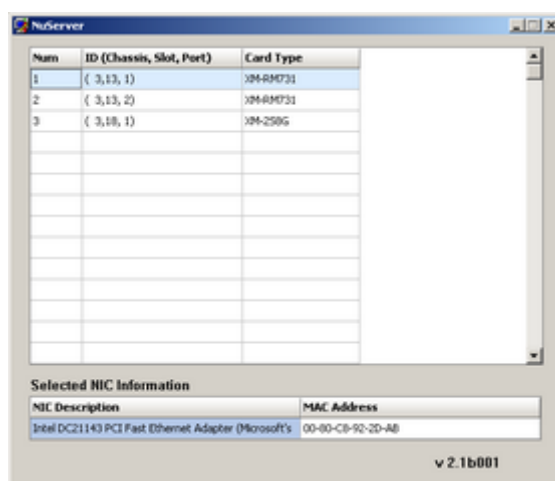 NuServer
Num ID (Chassis, Slot, Port) Card Type
1 ( 3,13, 1) XM-RM731
2 ( 3,13, 2) XM-RM731
3 ( 3,18, 1) XM-2S8G
Selected NIC Information
NIC Description MAC Address
Intel DC21143 PCI Fast Ethernet Adapter (Microsoft's 00-80-C8-92-2D-AB
v 2.1b001